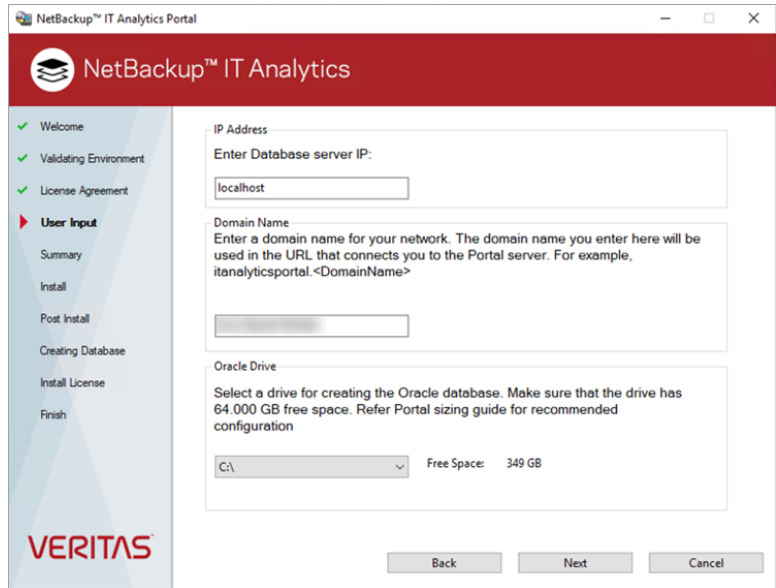 NetBackup™ IT Analytics Portal
NetBackup™ IT Analytics
Welcome
Validating Environment
License Agreement
User Input
Summary
Install
Post Install
Creating Database
Install License
Finish
IP Address
Enter Database server IP:
localhost
Domain Name
Enter a domain name for your network. The domain name you enter here will be
used in the URL that connects you to the Portal server. For example,
itanalyticsportal.<DomainName>
Oracle Drive
Select a drive for creating the Oracle database. Make sure that the drive has
64.000 GB free space. Refer Portal sizing guide for recommended
configuration
C:\ Free Space: 349 GB
VERITAS
Back Next Cancel